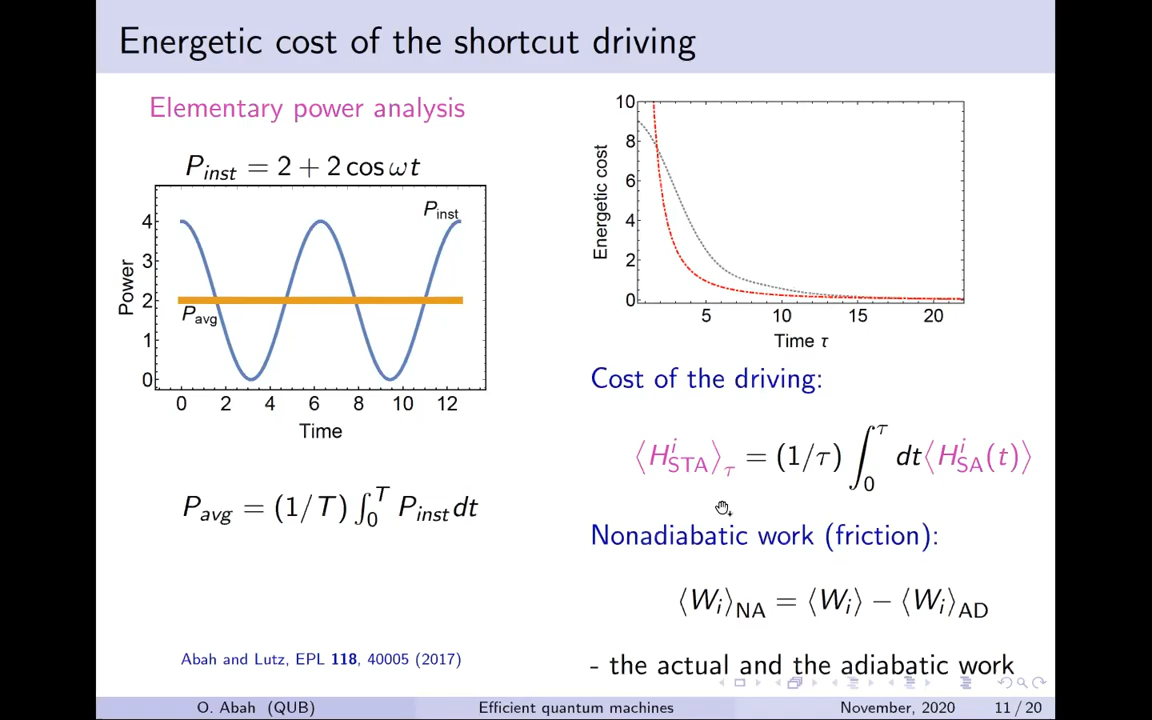 Energetic cost of the shortcut driving
Elementary power analysis
P_inst = 2 + 2 cos ωt
4
3
2
1
0
Power
P_inst
P_avg
0 2 4 6 8 10 12
Time
P_avg = (1/T) ∫_0^T P_inst dt
Abah and Lutz, EPL 118, 40005 (2017)
10
8
6
4
2
0
Energetic cost
5 10 15 20
Time τ
Cost of the driving:
⟨H^i_STA⟩_τ = (1/τ) ∫_0^τ dt⟨H^i_SA(t)⟩
Nonadiabatic work (friction):
⟨W_i⟩_NA = ⟨W_i⟩ − ⟨W_i⟩_AD
- the actual and the adiabatic work
O. Abah (QUB) Efficient quantum machines November, 2020 11 / 20